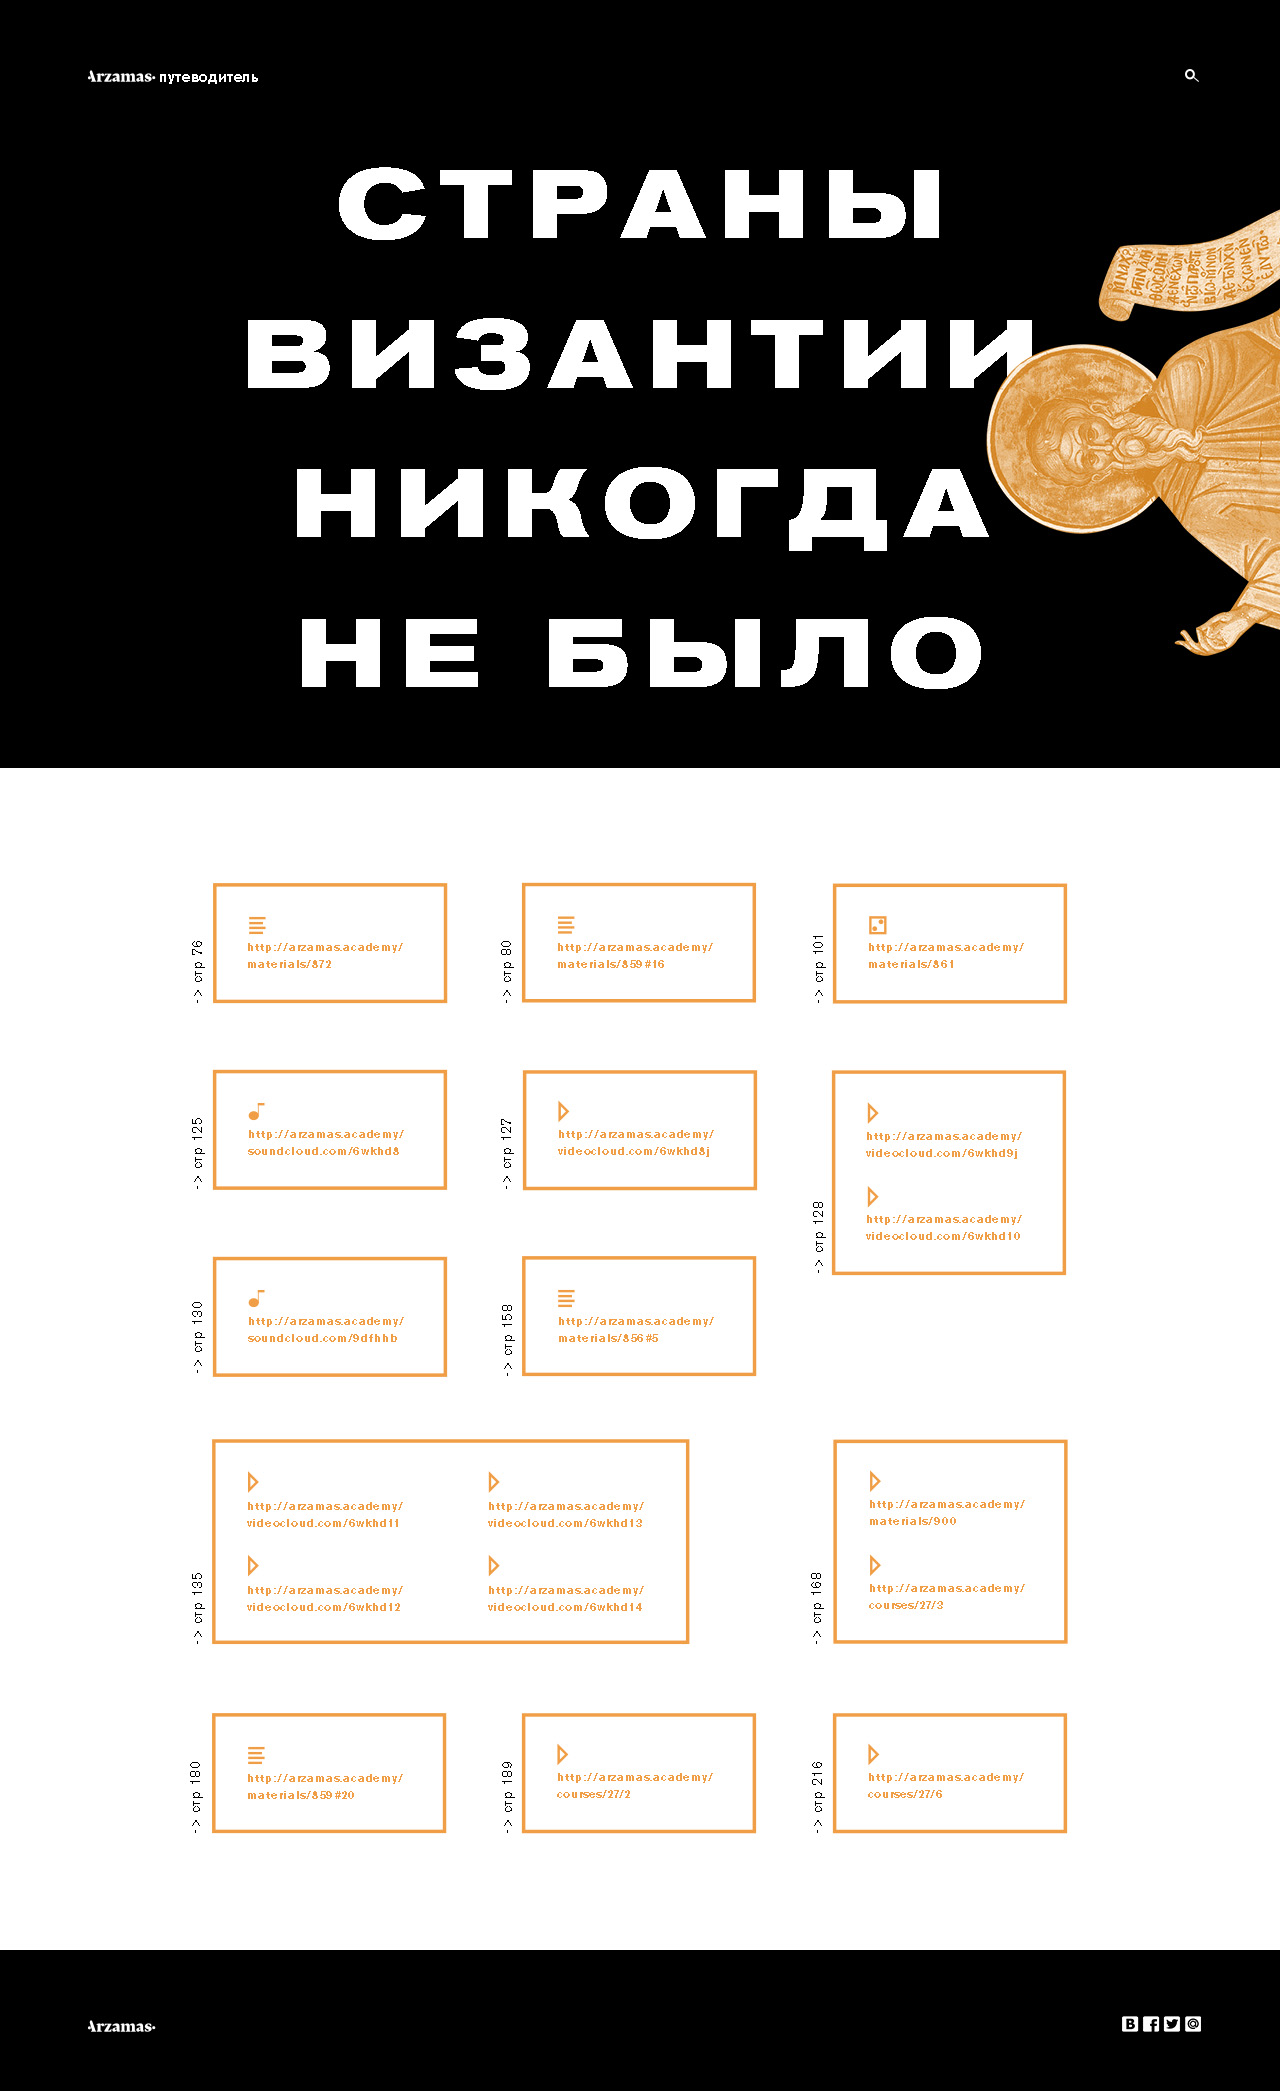 Arzamas• путеводитель
СТРАНЫ
ВИЗАНТИИ
НИКОГДА
НЕ БЫЛО
-> стр 76
http://arzamas.academy/
materials/872
-> стр 80
http://arzamas.academy/
materials/859#16
-> стр 101
http://arzamas.academy/
materials/861
-> стр 125
http://arzamas.academy/
soundcloud.com/6wkhd8
-> стр 127
http://arzamas.academy/
videocloud.com/6wkhd8j
-> стр 128
http://arzamas.academy/
videocloud.com/6wkhd9j
http://arzamas.academy/
videocloud.com/6wkhd10
-> стр 130
http://arzamas.academy/
soundcloud.com/9dfhhb
-> стр 158
http://arzamas.academy/
materials/856#5
-> стр 135
http://arzamas.academy/
videocloud.com/6wkhd11
http://arzamas.academy/
videocloud.com/6wkhd12
http://arzamas.academy/
videocloud.com/6wkhd13
http://arzamas.academy/
videocloud.com/6wkhd14
-> стр 168
http://arzamas.academy/
materials/900
http://arzamas.academy/
courses/27/3
-> стр 180
http://arzamas.academy/
materials/859#20
-> стр 189
http://arzamas.academy/
courses/27/2
-> стр 216
http://arzamas.academy/
courses/27/6
Arzamas•